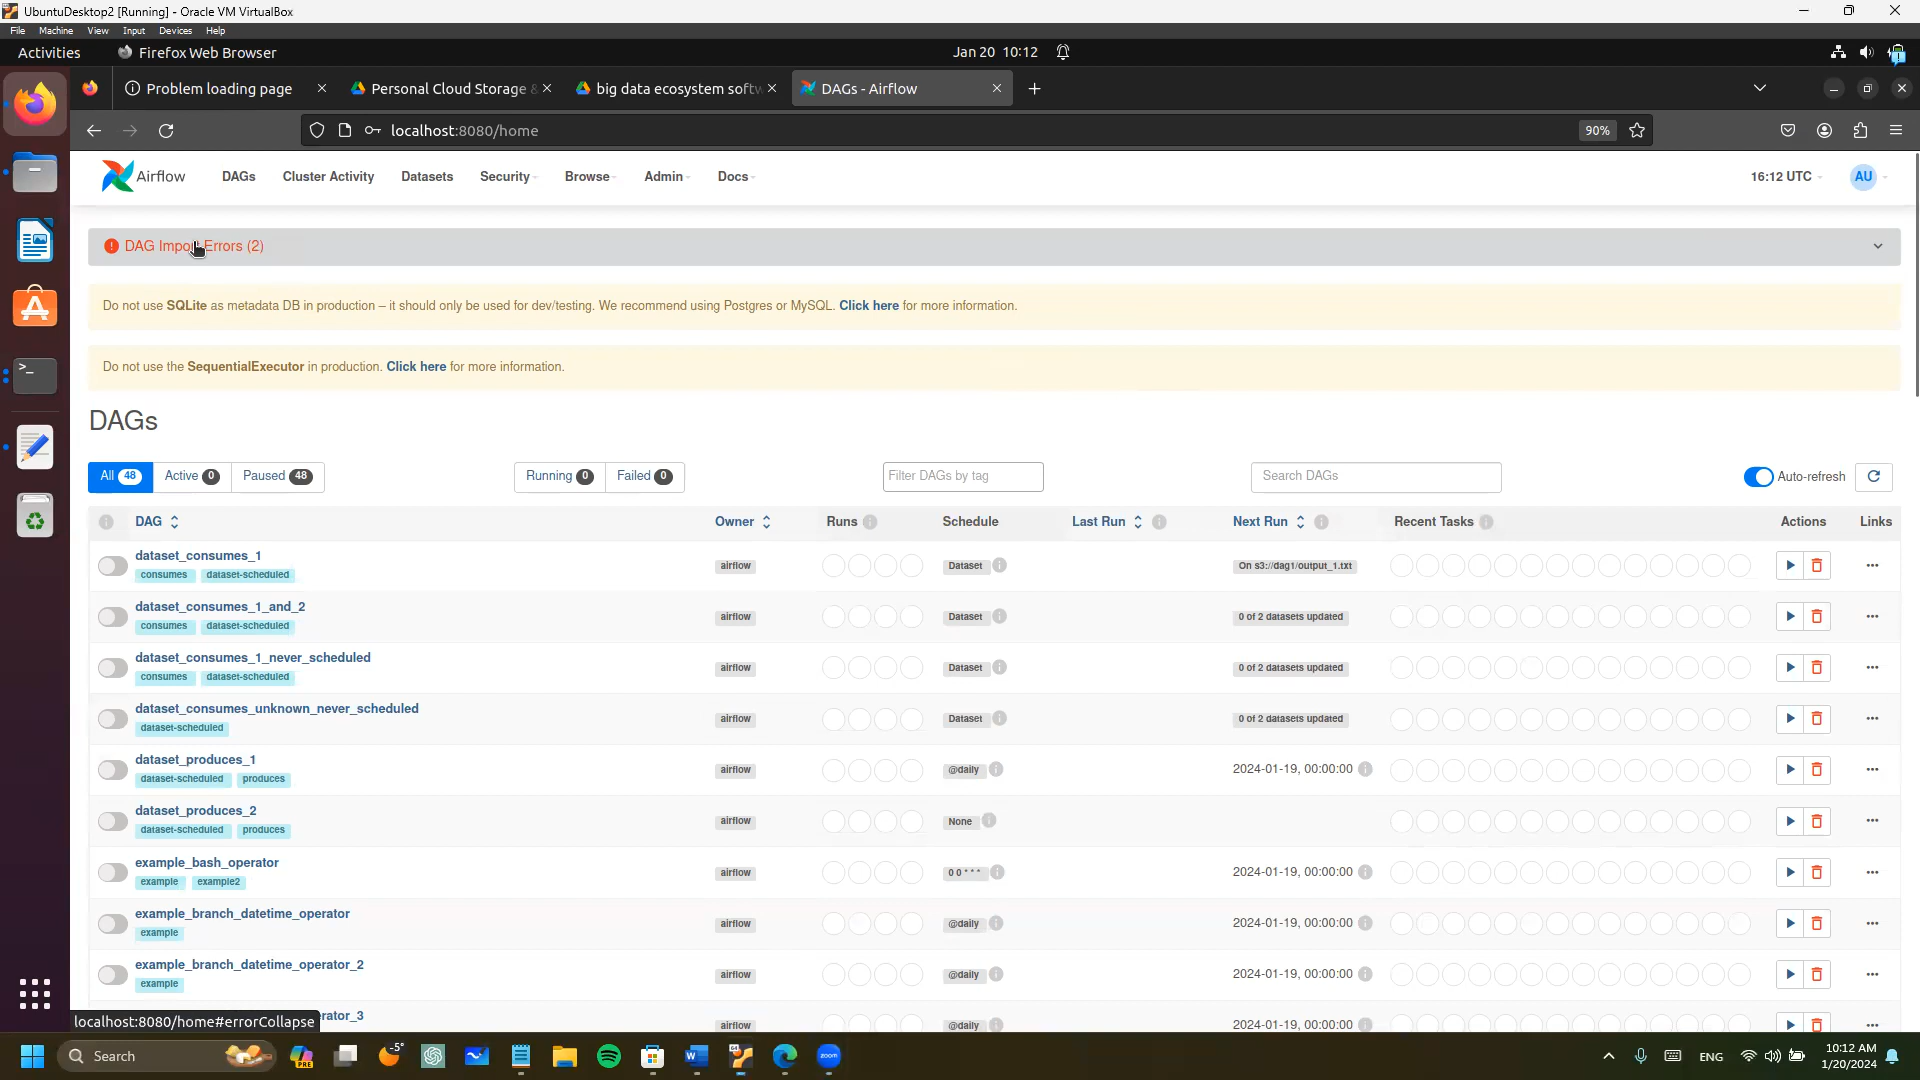 UbuntuDesktop2 [Running] - Oracle VM VirtualBox
File Machine View Input Devices Help
Activities Firefox Web Browser Jan 20 10:12
Problem loading page Personal Cloud Storage & big data ecosystem softw DAGs - Airflow
localhost:8080/home 90%
Airflow DAGs Cluster Activity Datasets Security Browse Admin Docs 16:12 UTC AU
DAG Import Errors (2)
Do not use SQLite as metadata DB in production – it should only be used for dev/testing. We recommend using Postgres or MySQL. Click here for more information.
Do not use the SequentialExecutor in production. Click here for more information.
DAGs
All 48 Active 0 Paused 48 Running 0 Failed 0 Filter DAGs by tag Search DAGs Auto-refresh
DAG Owner Runs Schedule Last Run Next Run Recent Tasks Actions Links
dataset_consumes_1
consumes dataset-scheduled airflow Dataset On s3://dag1/output_1.txt
dataset_consumes_1_and_2
consumes dataset-scheduled airflow Dataset 0 of 2 datasets updated
dataset_consumes_1_never_scheduled
consumes dataset-scheduled airflow Dataset 0 of 2 datasets updated
dataset_consumes_unknown_never_scheduled
dataset-scheduled airflow Dataset 0 of 2 datasets updated
dataset_produces_1
dataset-scheduled produces airflow @daily 2024-01-19, 00:00:00
dataset_produces_2
dataset-scheduled produces airflow None
example_bash_operator
example example2 airflow 0 0 * * * 2024-01-19, 00:00:00
example_branch_datetime_operator
example airflow @daily 2024-01-19, 00:00:00
example_branch_datetime_operator_2
example airflow @daily 2024-01-19, 00:00:00
erator_3
airflow @daily 2024-01-19, 00:00:00
localhost:8080/home#errorCollapse
Search -5° PRE zoom ENG 10:12 AM
1/20/2024